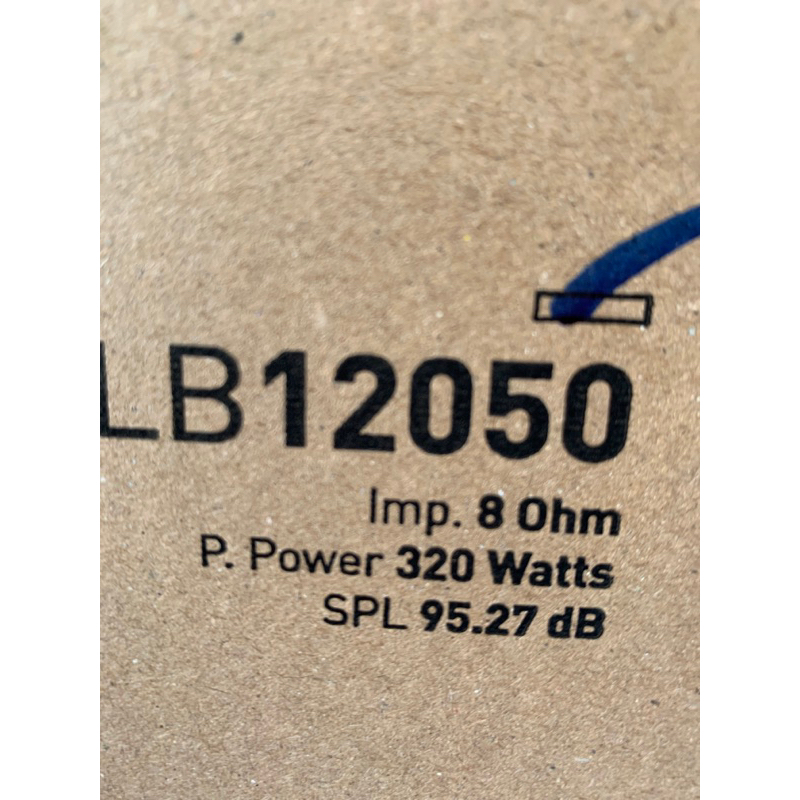 LB12050
Imp. 8 Ohm
P. Power 320 Watts
SPL 95.27 dB